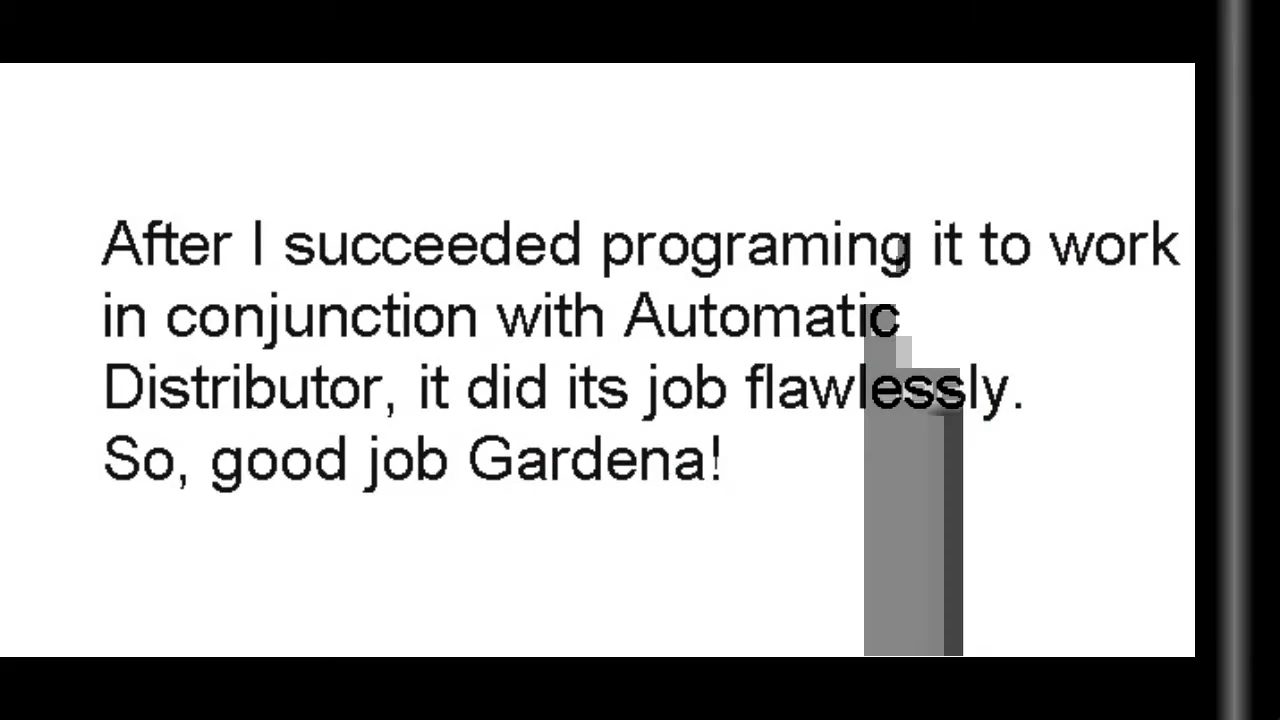 After I succeeded programing it to work
in conjunction with Automatic
Distributor, it did its job flawlessly.
So, good job Gardena!